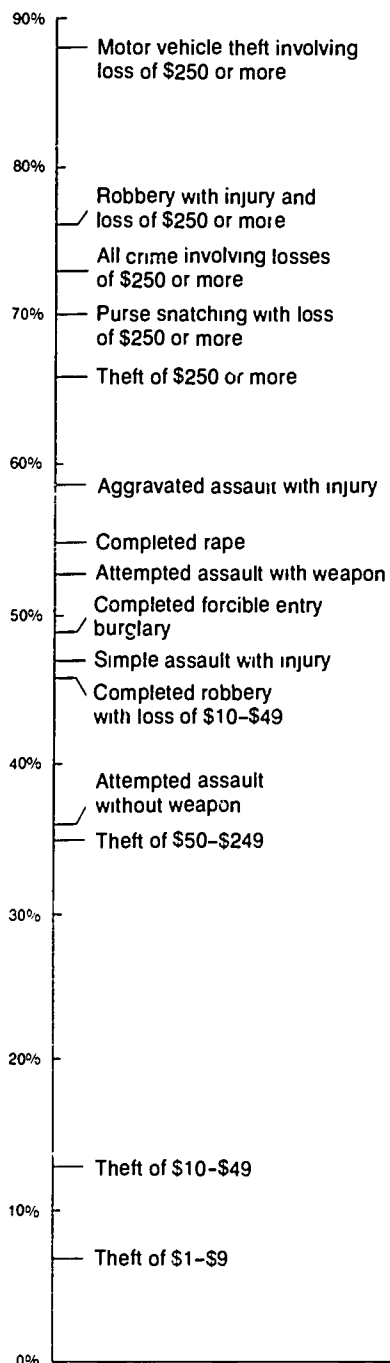 90%
Motor vehicle theft involving
loss of $250 or more
80%
Robbery with injury and
loss of $250 or more
All crime involving losses
of $250 or more
70%
Purse snatching with loss
of $250 or more
Theft of $250 or more
60%
Aggravated assault with injury
Completed rape
Attempted assault with weapon
50%
Completed forcible entry
burglary
Simple assault with injury
Completed robbery
with loss of $10–$49
40%
Attempted assault
without weapon
Theft of $50–$249
30%
20%
Theft of $10–$49
10%
Theft of $1–$9
0%